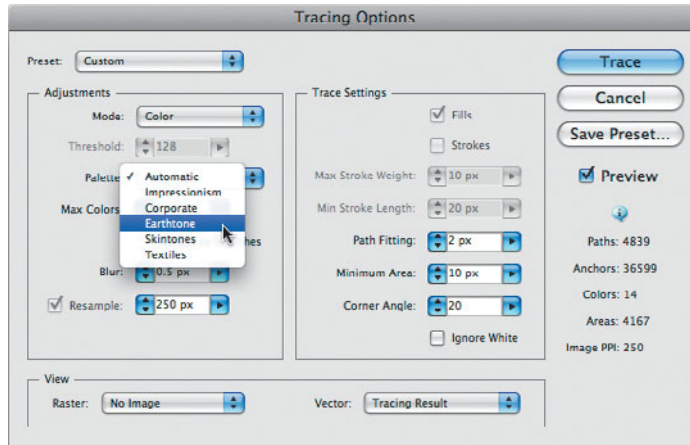 Tracing Options
Preset: Custom
Trace
Cancel
Save Preset...
Preview
Paths: 4839
Anchors: 36599
Colors: 14
Areas: 4167
Image PPI: 250
Adjustments
Mode: Color
Threshold: 128
Palette
Automatic
Impressionism
Corporate
Earthtone
Skintones
Textiles
Max Colors
hes
Blur: 0.5 px
Resample: 250 px
Trace Settings
Fills
Strokes
Max Stroke Weight: 10 px
Min Stroke Length: 20 px
Path Fitting: 2 px
Minimum Area: 10 px
Corner Angle: 20
Ignore White
View
Raster: No Image
Vector: Tracing Result